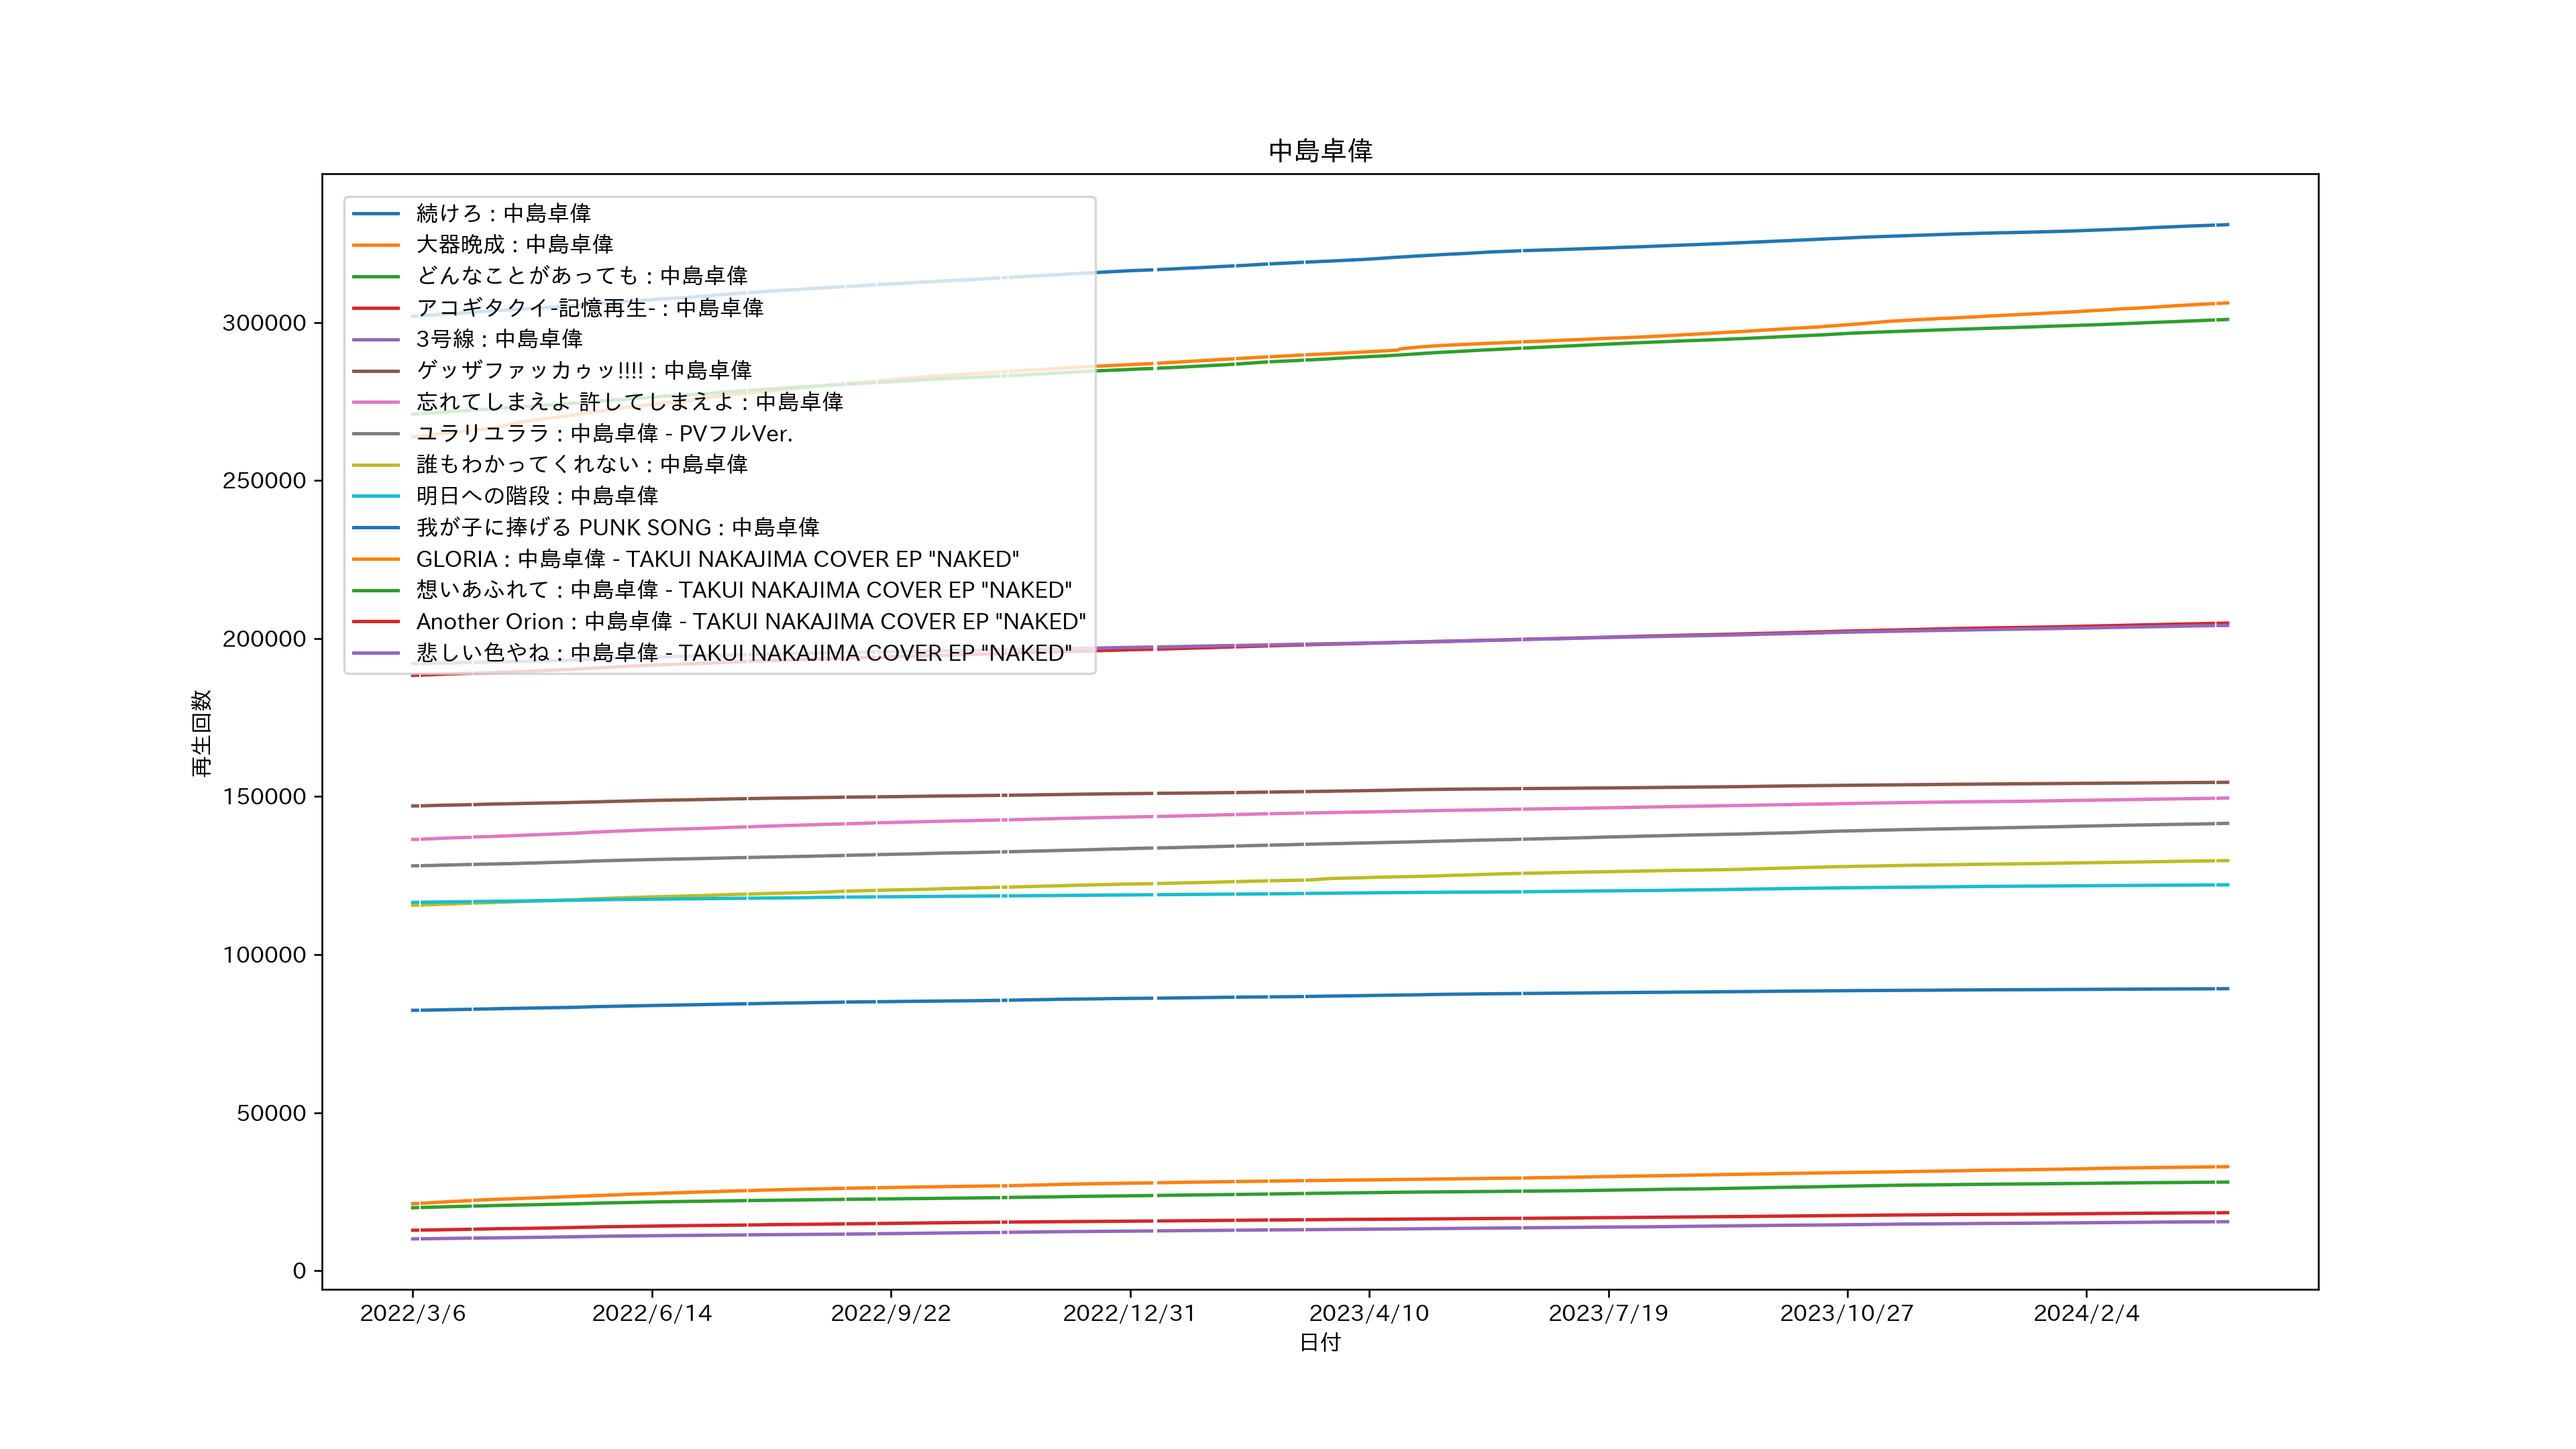 中島卓偉
続けろ : 中島卓偉
大器晩成 : 中島卓偉
どんなことがあっても : 中島卓偉
アコギタクイ-記憶再生- : 中島卓偉
3号線 : 中島卓偉
ゲッザファッカゥッ!!!! : 中島卓偉
忘れてしまえよ 許してしまえよ : 中島卓偉
ユラリユララ : 中島卓偉 - PVフルVer.
誰もわかってくれない : 中島卓偉
明日への階段 : 中島卓偉
我が子に捧げる PUNK SONG : 中島卓偉
GLORIA : 中島卓偉 - TAKUI NAKAJIMA COVER EP "NAKED"
想いあふれて : 中島卓偉 - TAKUI NAKAJIMA COVER EP "NAKED"
Another Orion : 中島卓偉 - TAKUI NAKAJIMA COVER EP "NAKED"
悲しい色やね : 中島卓偉 - TAKUI NAKAJIMA COVER EP "NAKED"
300000
250000
200000
150000
100000
50000
0
再生回数
2022/3/6 2022/6/14 2022/9/22 2022/12/31 2023/4/10 2023/7/19 2023/10/27 2024/2/4
日付